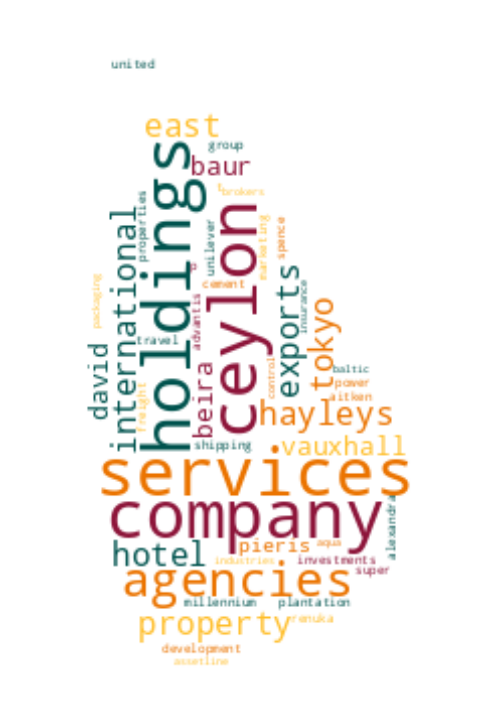 united
east
group
holdings
baur
f
brokers
properties
ceylon
international
unilever
marketing
spence
p
cement
exports
insurance
packaging
advantis
tokyo
travel
david
beira
control
baltic
power
aitken
freight
hayleys
shipping
vauxhall
services
company
alexandra
hotel
pieris
aqua
industries
investments
super
agencies
millennium
plantation
property
renuka
development
assetline